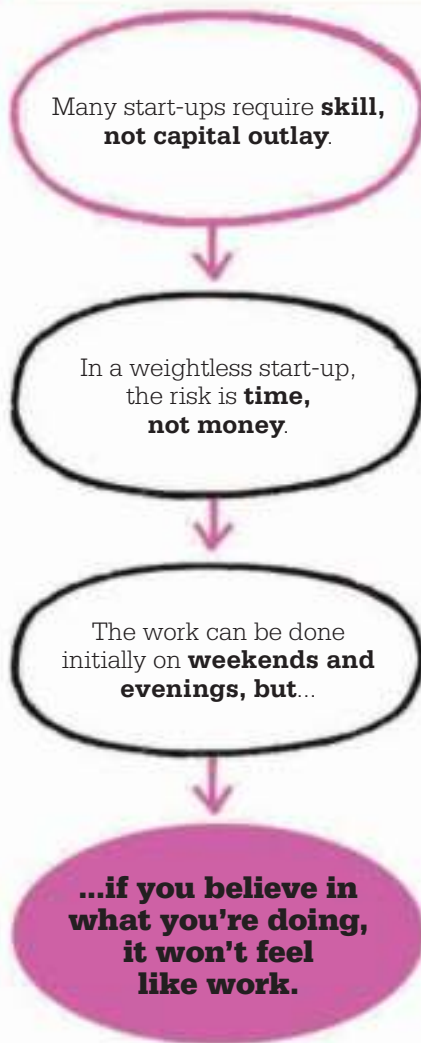 Many start-ups require skill,
not capital outlay.
In a weightless start-up,
the risk is time,
not money.
The work can be done
initially on weekends and
evenings, but...
...if you believe in
what you're doing,
it won't feel
like work.